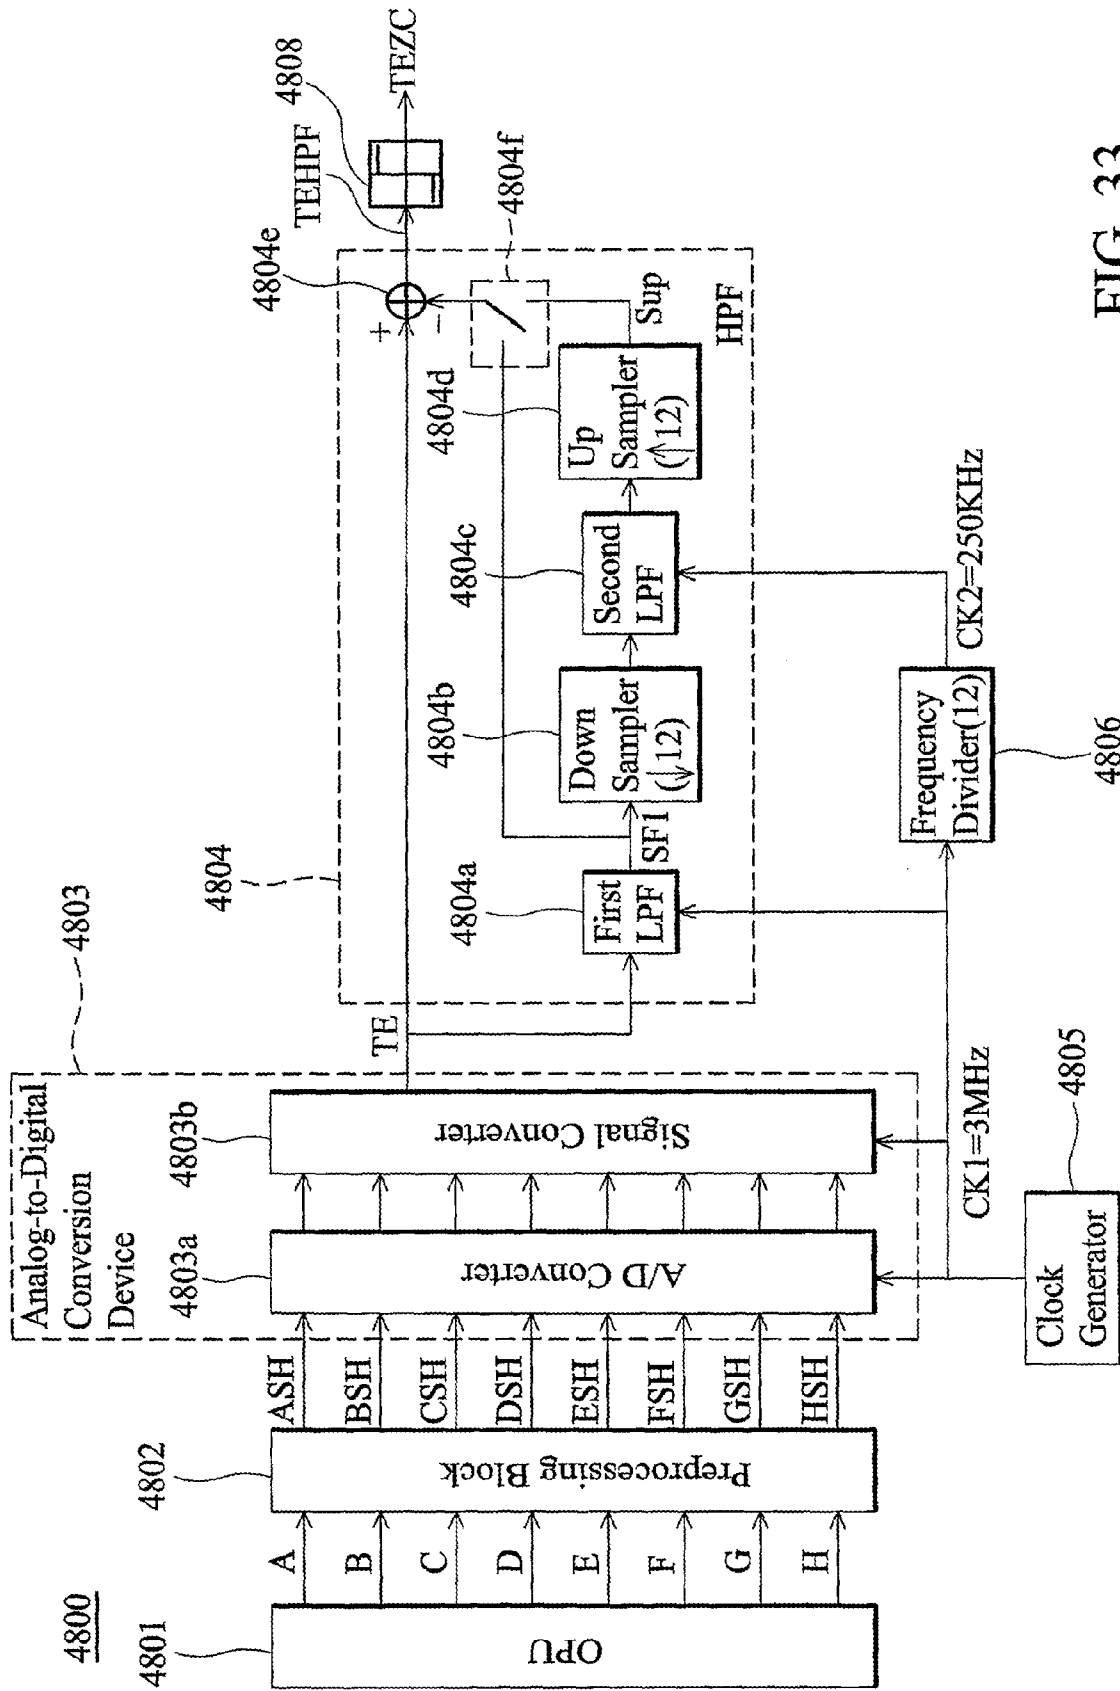 4800
4801
OPU
A
B
C
D
E
F
G
H
4802
Preprocessing Block
ASH
BSH
CSH
DSH
ESH
FSH
GSH
HSH
Analog-to-Digital
Conversion
Device
4803
4803a
A/D Converter
4803b
Signal Converter
TE
4804
4804a
First
LPF
SF1
4804b
Down
Sampler
(↓12)
4804c
Second
LPF
4804d
Up
Sampler
(↑12)
Sup
HPF
4804e
+
−
4804f
TEHPF
4808
TEZC
Clock
Generator
4805
CK1=3MHz
Frequency
Divider(12)
4806
CK2=250KHz
FIG. 33